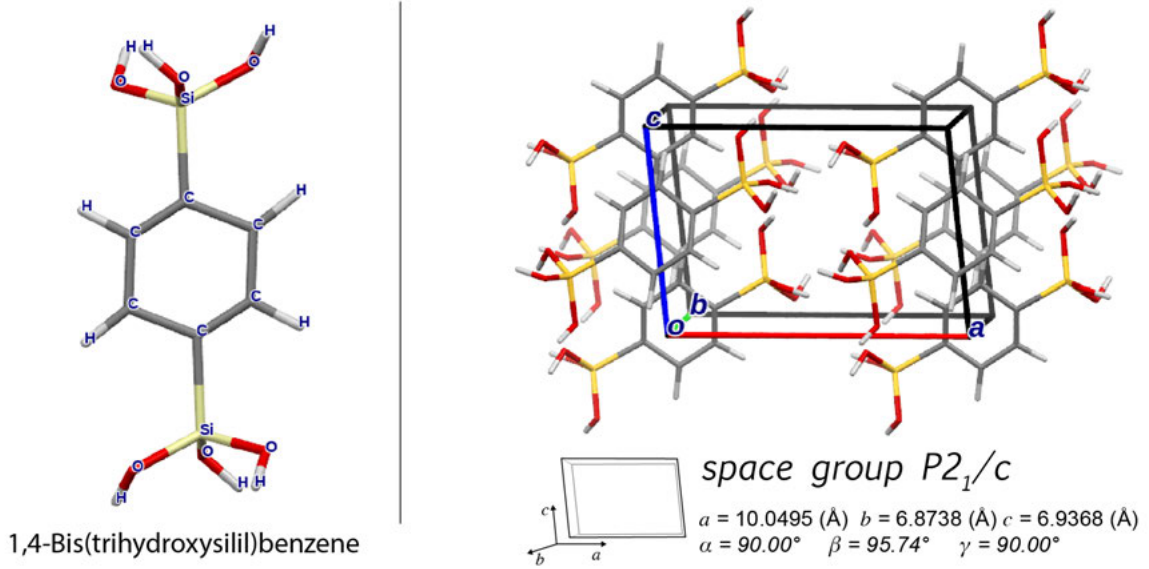 H
H
H
O
O
O
Si
C
H
H
C
C
C
C
H
H
C
Si
O
O
O
H
H
H
1,4-Bis(trihydroxysilil)benzene
c
b
o
a
space group P2₁/c
c
b
a
a = 10.0495 (Å) b = 6.8738 (Å) c = 6.9368 (Å)
α = 90.00° β = 95.74° γ = 90.00°